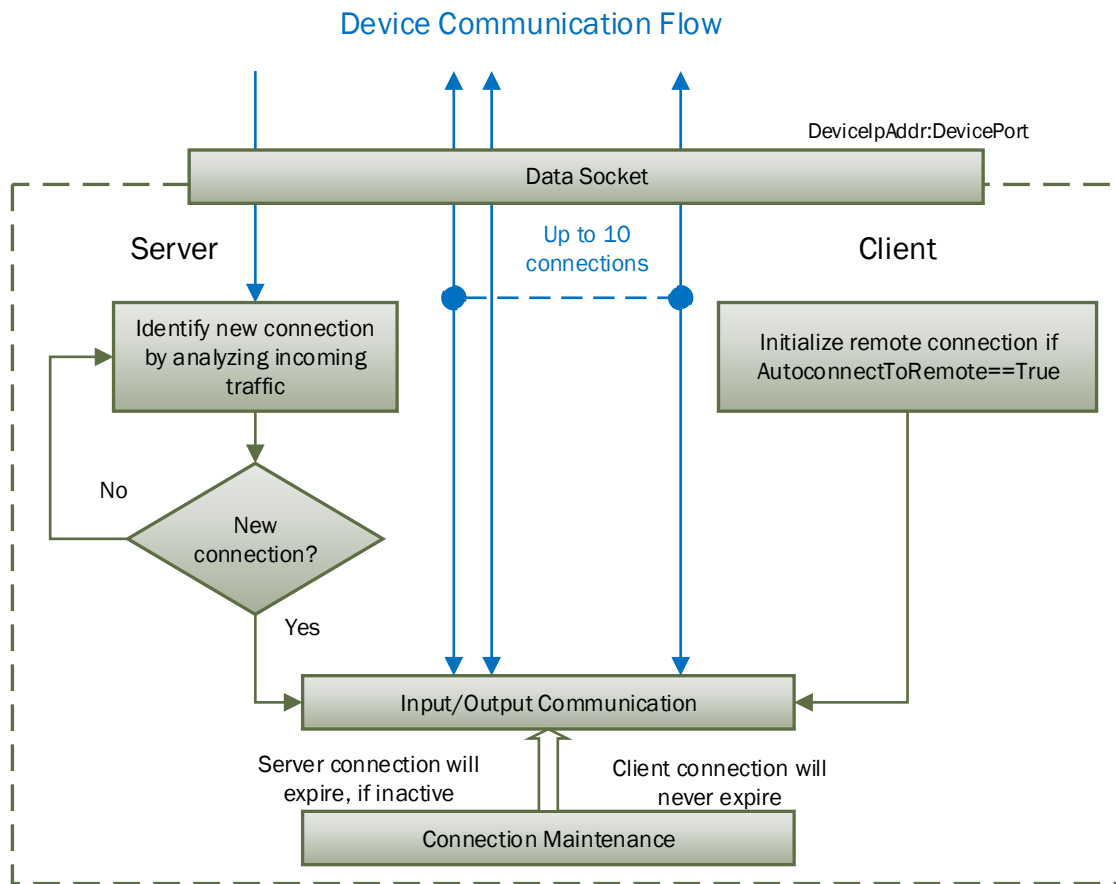 Device Communication Flow
DeviceIpAddr:DevicePort
Data Socket
Server
Up to 10
connections
Client
Identify new connection
by analyzing incoming
traffic
Initialize remote connection if
AutoconnectToRemote==True
No
New
connection?
Yes
Input/Output Communication
Server connection will
expire, if inactive
Client connection will
never expire
Connection Maintenance